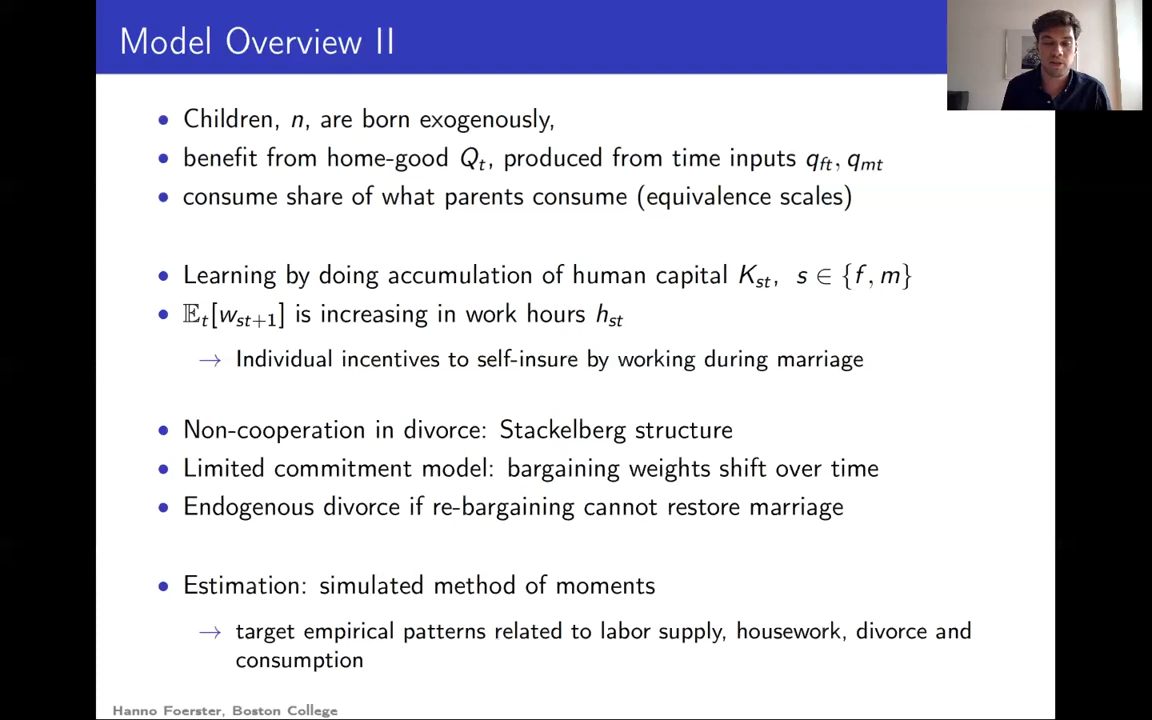 Model Overview II
• Children, n, are born exogenously,
• benefit from home-good Q_t, produced from time inputs q_ft, q_mt
• consume share of what parents consume (equivalence scales)
• Learning by doing accumulation of human capital K_st, s ∈ {f, m}
• 𝔼_t[w_st+1] is increasing in work hours h_st
→ Individual incentives to self-insure by working during marriage
• Non-cooperation in divorce: Stackelberg structure
• Limited commitment model: bargaining weights shift over time
• Endogenous divorce if re-bargaining cannot restore marriage
• Estimation: simulated method of moments
→ target empirical patterns related to labor supply, housework, divorce and
consumption
Hanno Foerster, Boston College